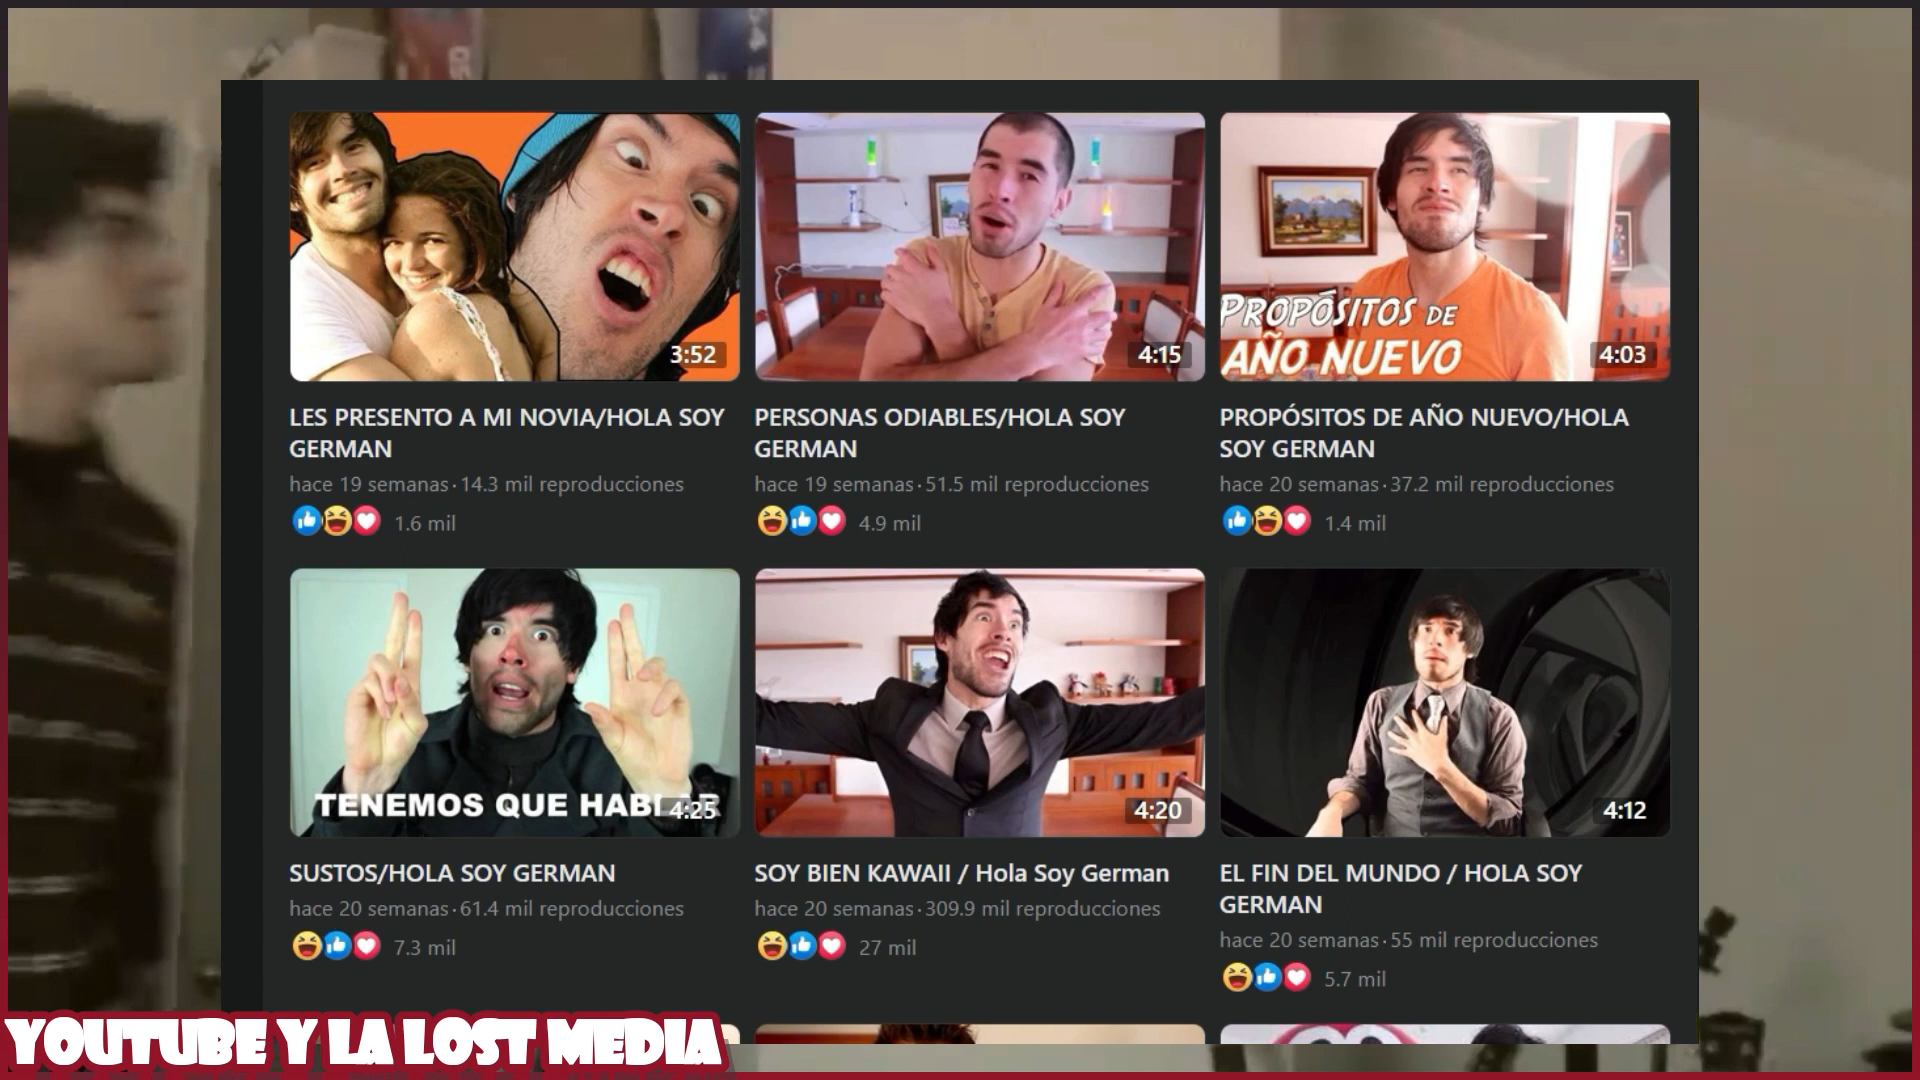 3:52
4:15
PROPÓSITOS DE
AÑO NUEVO
4:03
LES PRESENTO A MI NOVIA/HOLA SOY
GERMAN
hace 19 semanas · 14.3 mil reproducciones
1.6 mil
PERSONAS ODIABLES/HOLA SOY
GERMAN
hace 19 semanas · 51.5 mil reproducciones
4.9 mil
PROPÓSITOS DE AÑO NUEVO/HOLA
SOY GERMAN
hace 20 semanas · 37.2 mil reproducciones
1.4 mil
TENEMOS QUE HABLAR
4:25
4:20
4:12
SUSTOS/HOLA SOY GERMAN
hace 20 semanas · 61.4 mil reproducciones
7.3 mil
SOY BIEN KAWAII / Hola Soy German
hace 20 semanas · 309.9 mil reproducciones
27 mil
EL FIN DEL MUNDO / HOLA SOY
GERMAN
hace 20 semanas · 55 mil reproducciones
5.7 mil
YOUTUBE Y LA LOST MEDIA